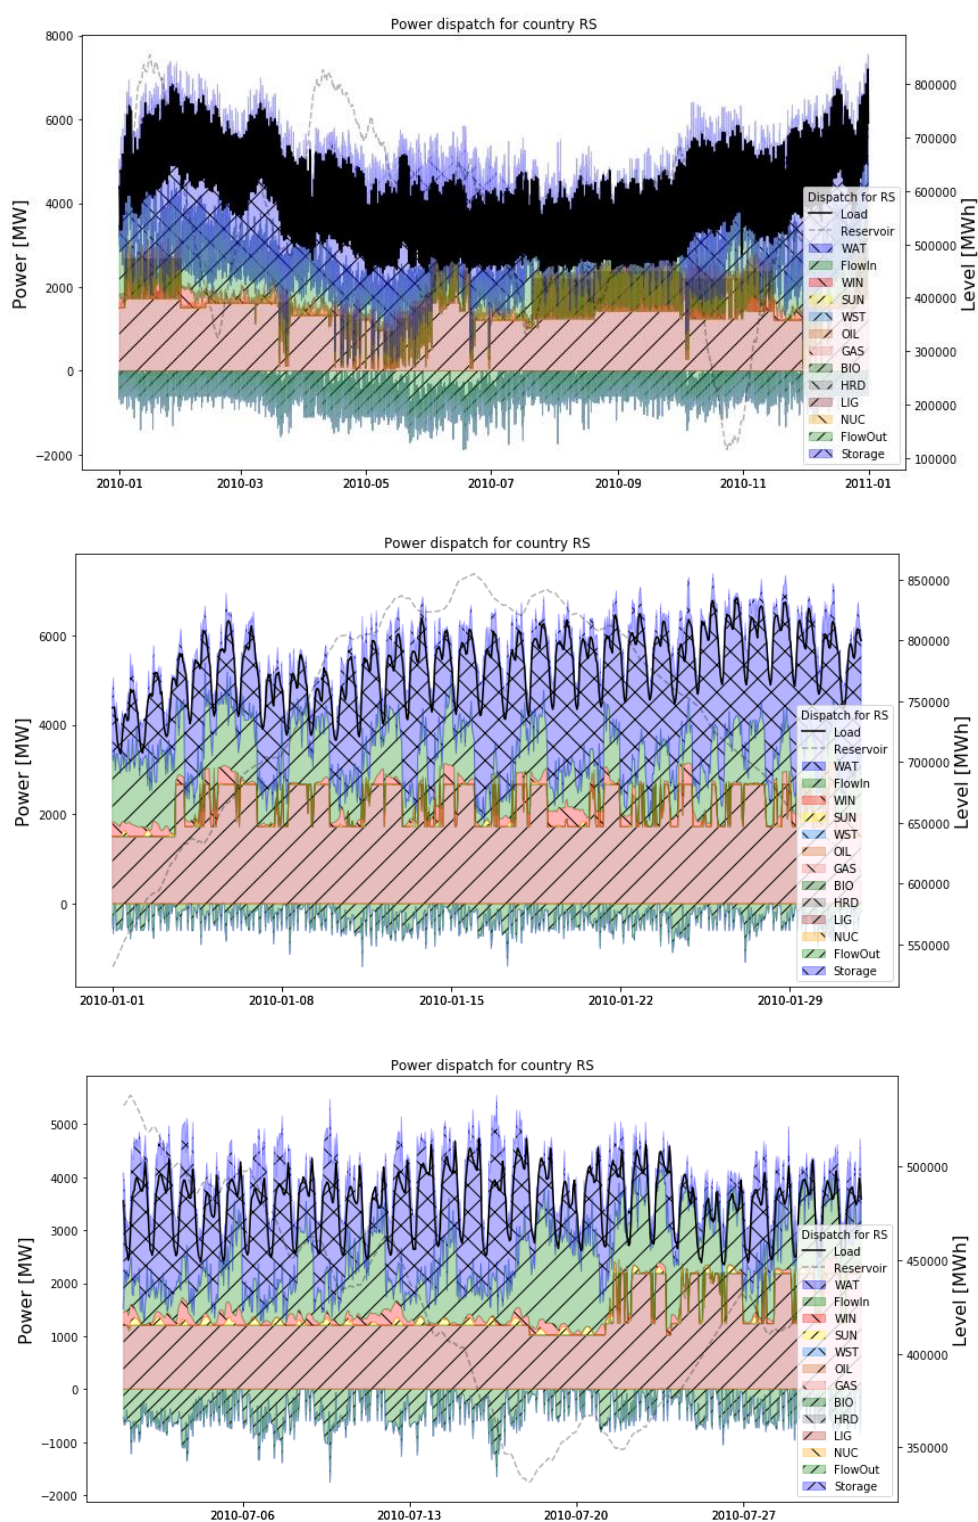 Power dispatch for country RS
8000
6000
4000
2000
0
−2000
Power [MW]
800000
700000
600000
500000
400000
300000
200000
100000
Level [MWh]
2010-01
2010-03
2010-05
2010-07
2010-09
2010-11
2011-01
Dispatch for RS
Load
Reservoir
WAT
FlowIn
WIN
SUN
WST
OIL
GAS
BIO
HRD
LIG
NUC
FlowOut
Storage
Power dispatch for country RS
6000
4000
2000
0
Power [MW]
850000
800000
750000
700000
650000
600000
550000
Level [MWh]
2010-01-01
2010-01-08
2010-01-15
2010-01-22
2010-01-29
Dispatch for RS
Load
Reservoir
WAT
FlowIn
WIN
SUN
WST
OIL
GAS
BIO
HRD
LIG
NUC
FlowOut
Storage
Power dispatch for country RS
5000
4000
3000
2000
1000
0
−1000
−2000
Power [MW]
500000
450000
400000
350000
Level [MWh]
2010-07-06
2010-07-13
2010-07-20
2010-07-27
Dispatch for RS
Load
Reservoir
WAT
FlowIn
WIN
SUN
WST
OIL
GAS
BIO
HRD
LIG
NUC
FlowOut
Storage